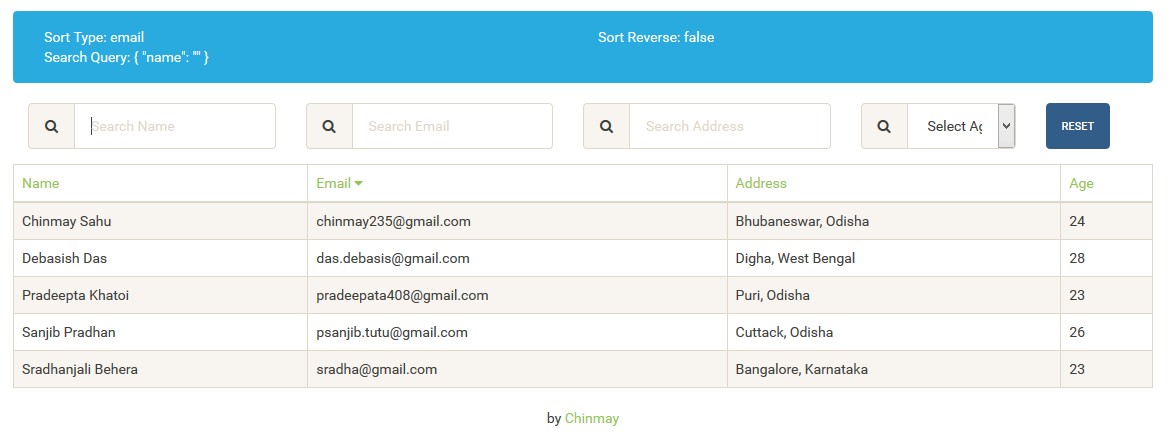 Sort Type: email Sort Reverse: false
Search Query: { "name": "" }
Search Name Search Email Search Address Select Ag RESET
Name Email Address Age
Chinmay Sahu chinmay235@gmail.com Bhubaneswar, Odisha 24
Debasish Das das.debasis@gmail.com Digha, West Bengal 28
Pradeepta Khatoi pradeepata408@gmail.com Puri, Odisha 23
Sanjib Pradhan psanjib.tutu@gmail.com Cuttack, Odisha 26
Sradhanjali Behera sradha@gmail.com Bangalore, Karnataka 23
by Chinmay